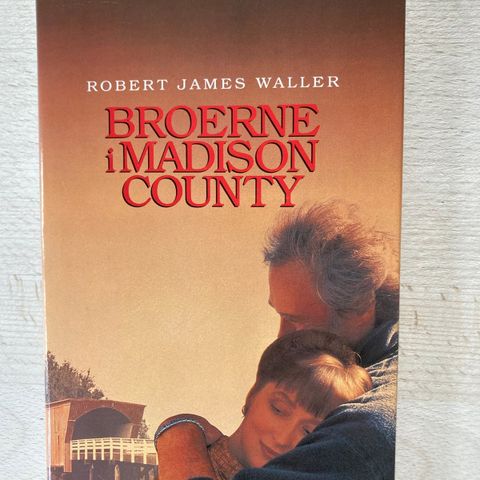 ROBERT JAMES WALLER
BROERNE
i MADISON
COUNTY